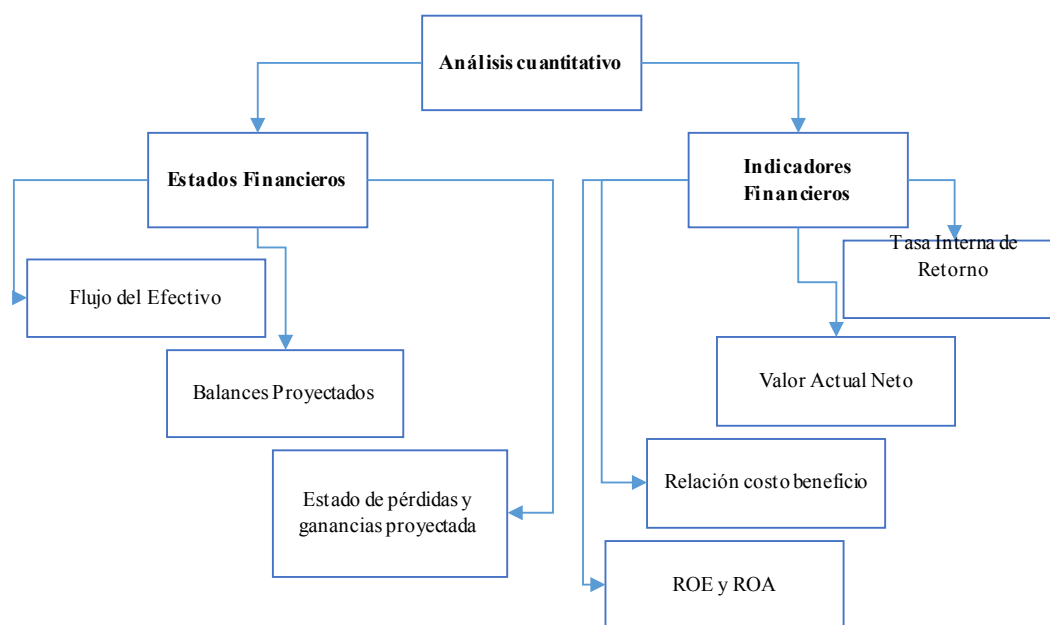 Análisis cuantitativo
Estados Financieros
Indicadores
Financieros
Tasa Interna de
Retorno
Flujo del Efectivo
Valor Actual Neto
Balances Proyectados
Relación costo beneficio
Estado de pérdidas y
ganancias proyectada
ROE y ROA